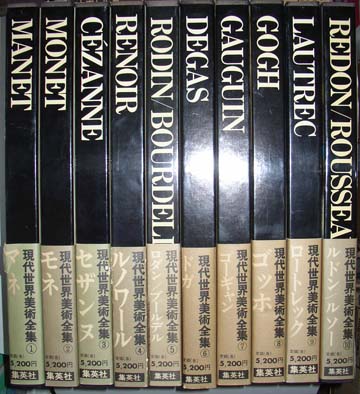 MANET
現代世界美術全集
マネ
①
5,200円
集英社
MONET
現代世界美術全集
モネ
②
5,200円
集英社
CÉZANNE
現代世界美術全集
セザンヌ
③
5,200円
集英社
RENOIR
現代世界美術全集
ルノワール
④
5,200円
集英社
RODIN/BOURDELL
現代世界美術全集
ロダン/ブールデル
⑤
5,200円
集英社
DEGAS
現代世界美術全集
ドガ
⑥
5,200円
集英社
GAUGUIN
現代世界美術全集
ゴーギャン
⑦
5,200円
集英社
GOGH
現代世界美術全集
ゴッホ
⑧
5,200円
集英社
LAUTREC
現代世界美術全集
ロートレック
⑨
5,200円
集英社
REDON/ROUSSEA
現代世界美術全集
ルドン/ルソー
⑩
5,200円
集英社